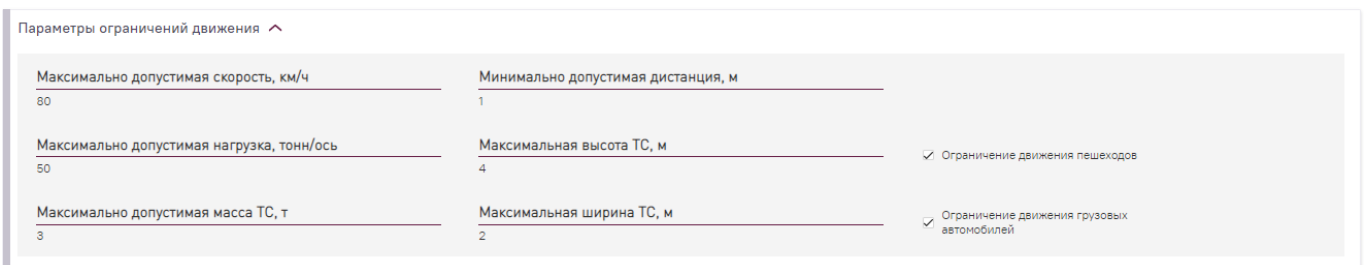 Параметры ограничений движения
Максимально допустимая скорость, км/ч
80
Минимально допустимая дистанция, м
1
Максимально допустимая нагрузка, тонн/ось
50
Максимальная высота ТС, м
4
Ограничение движения пешеходов
Максимально допустимая масса ТС, т
3
Максимальная ширина ТС, м
2
Ограничение движения грузовых
автомобилей